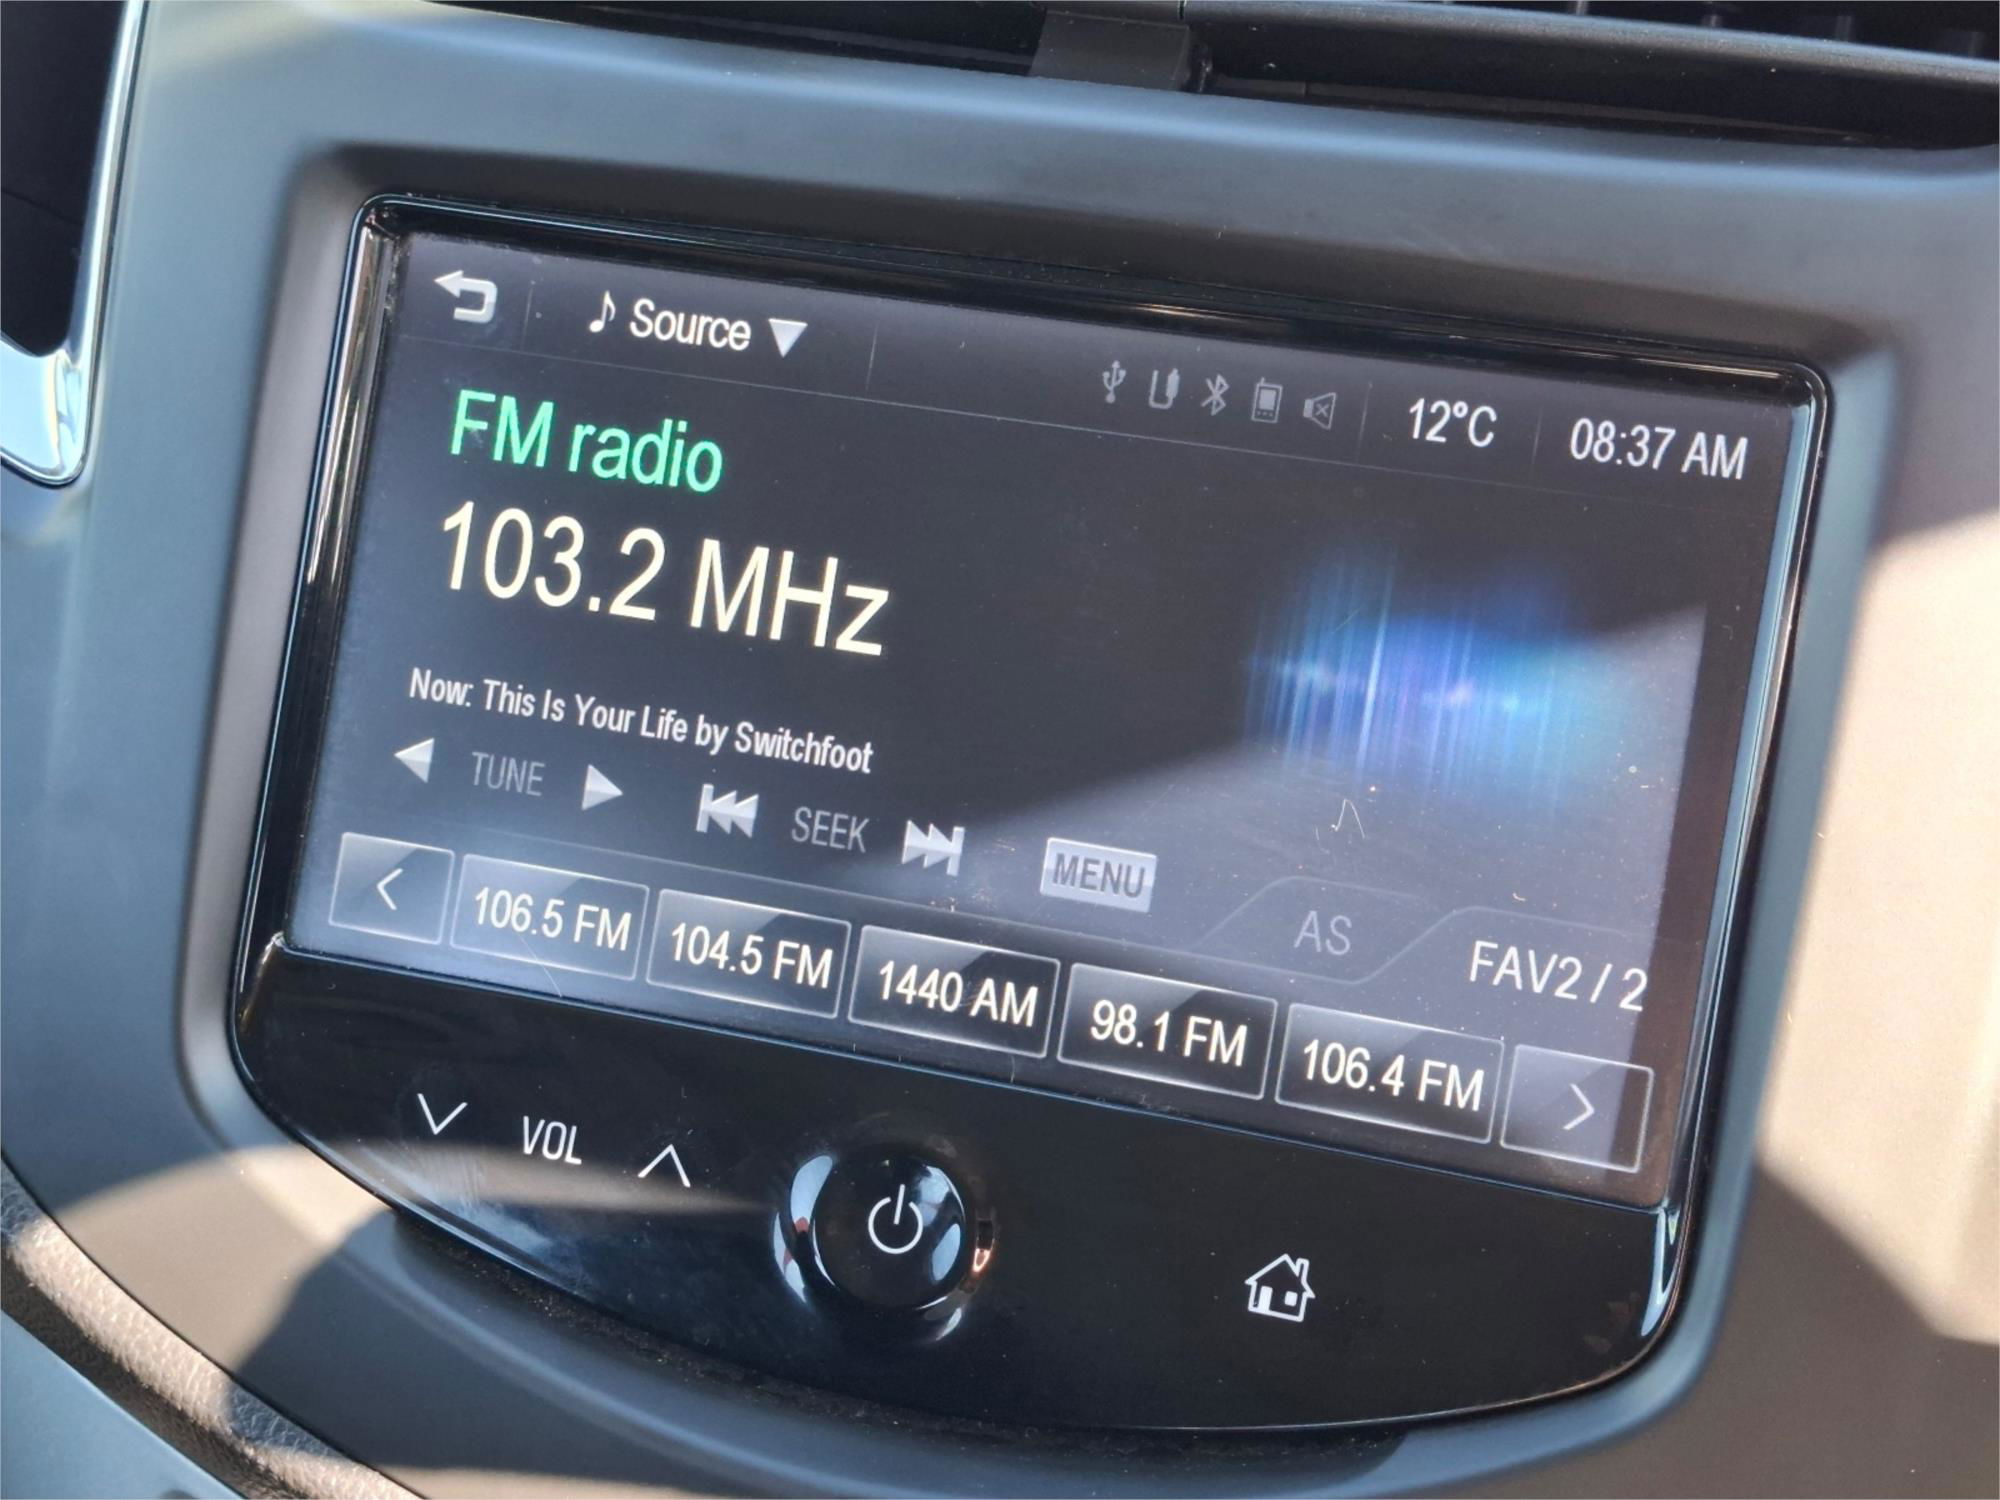 Source
12°C
08:37 AM
FM radio
103.2 MHz
Now: This Is Your Life by Switchfoot
TUNE
SEEK
MENU
AS
FAV2 / 2
106.5 FM
104.5 FM
1440 AM
98.1 FM
106.4 FM
VOL